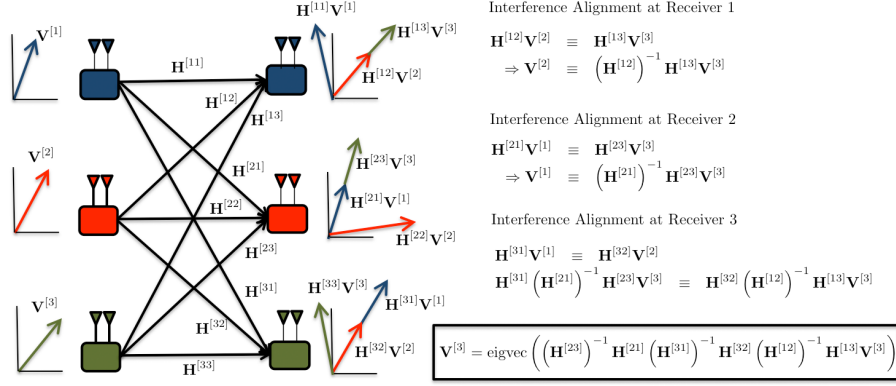 V^[1]
H^[11]
H^[12]
H^[13]
H^[11]V^[1]
H^[13]V^[3]
H^[12]V^[2]
V^[2]
H^[21]
H^[22]
H^[23]
H^[23]V^[3]
H^[21]V^[1]
H^[22]V^[2]
V^[3]
H^[31]
H^[32]
H^[33]
H^[33]V^[3]
H^[31]V^[1]
H^[32]V^[2]
Interference Alignment at Receiver 1
H^[12]V^[2] ≡ H^[13]V^[3]
⇒ V^[2] ≡ (H^[12])^−1 H^[13]V^[3]
Interference Alignment at Receiver 2
H^[21]V^[1] ≡ H^[23]V^[3]
⇒ V^[1] ≡ (H^[21])^−1 H^[23]V^[3]
Interference Alignment at Receiver 3
H^[31]V^[1] ≡ H^[32]V^[2]
H^[31] (H^[21])^−1 H^[23]V^[3] ≡ H^[32] (H^[12])^−1 H^[13]V^[3]
V^[3] = eigvec ((H^[23])^−1 H^[21] (H^[31])^−1 H^[32] (H^[12])^−1 H^[13]V^[3])